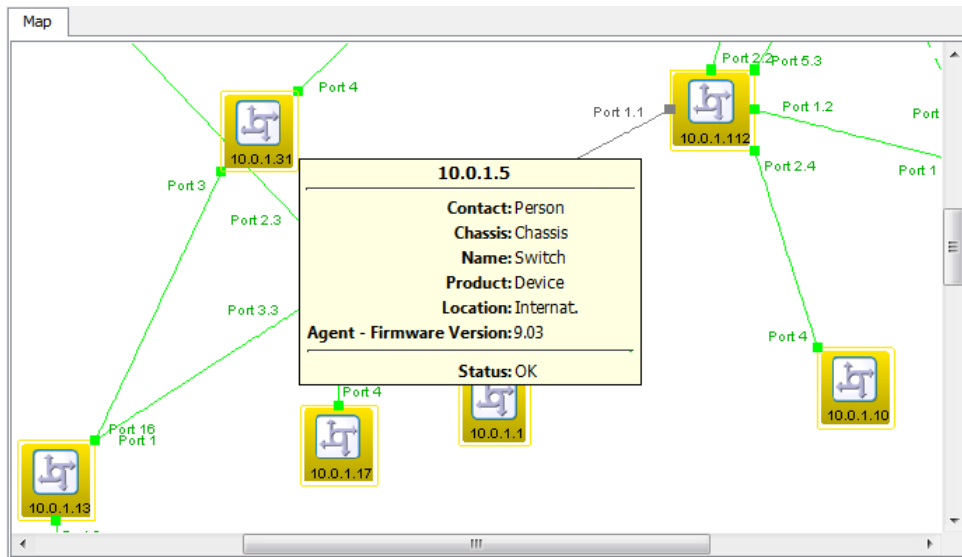 Map
Port 4
Port 2.2
Port 5.3
Port 1.1
Port 1.2
Port
10.0.1.31
10.0.1.112
Port 3
Port 2.4
Port 1
10.0.1.5
Contact: Person
Chassis: Chassis
Name: Switch
Product: Device
Location: Internat.
Agent - Firmware Version: 9.03
Status: OK
Port 2.3
Port 3.3
Port 4
Port 4
Port 16
Port 1
10.0.1.17
10.0.1.1
10.0.1.10
10.0.1.13